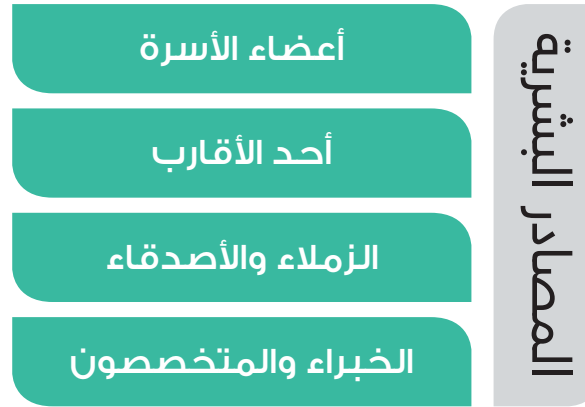 المصادر البشرية
أعضاء الأسرة
أحد الأقارب
الزملاء والأصدقاء
الخبراء والمتخصصون